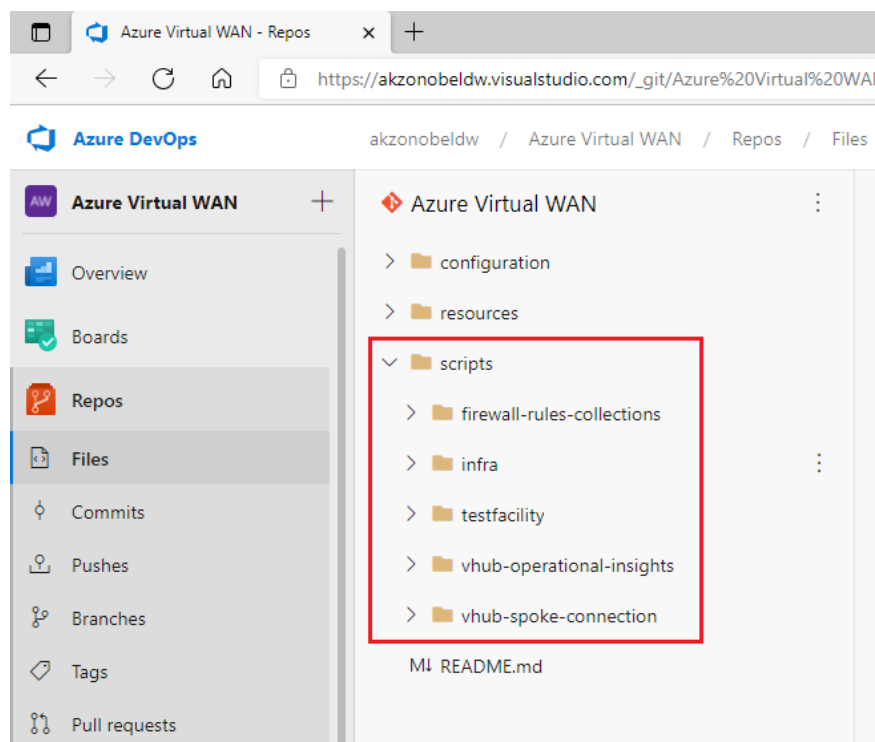 Azure Virtual WAN - Repos
https://akzonobeldw.visualstudio.com/_git/Azure%20Virtual%20WA
Azure DevOps
akzonobeldw / Azure Virtual WAN / Repos / Files
AW Azure Virtual WAN
Overview
Boards
Repos
Files
Commits
Pushes
Branches
Tags
Pull requests
Azure Virtual WAN
configuration
resources
scripts
firewall-rules-collections
infra
testfacility
vhub-operational-insights
vhub-spoke-connection
M↓ README.md